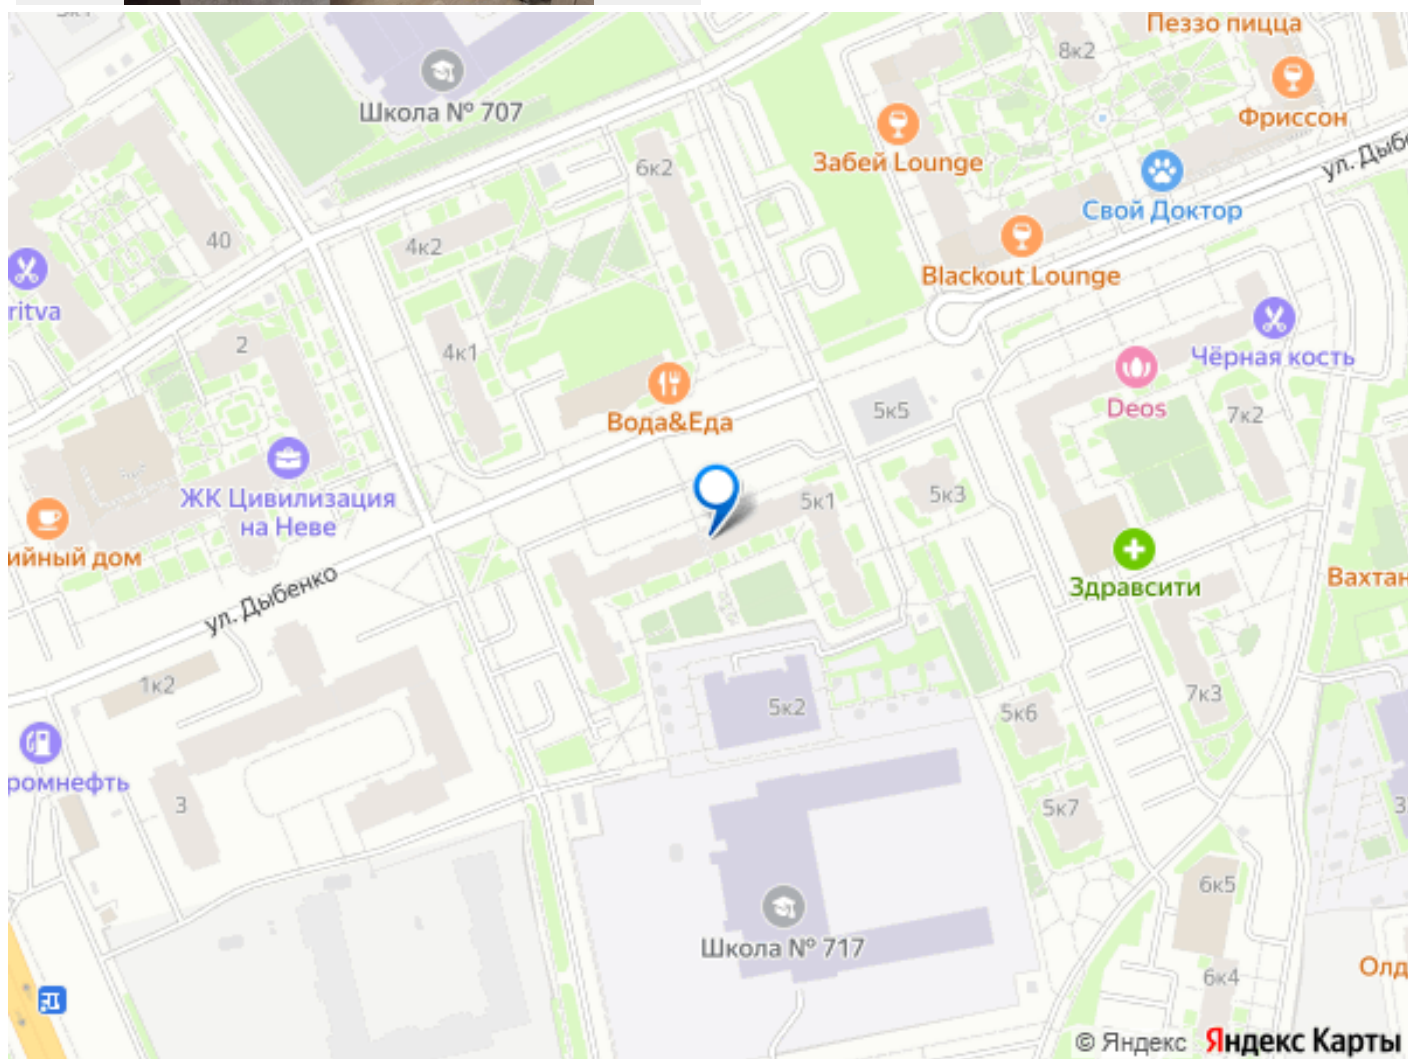 Пеззо пицца
8к2
Школа № 707
Фриссон
Забей Lounge
ул. Дыбе
6к2
Свой Доктор
40
4к2
Blackout Lounge
ritva
2
4к1
Чёрная кость
Вода&Еда
5к5
Deos
7к2
ЖК Цивилизация
на Неве
5к1
5к3
ийный дом
Здравсити
Вахтан
ул. Дыбенко
1к2
5к2
5к6
7к3
ромнефть
3
5к7
3
6к5
Школа № 717
6к4
Олд
© Яндекс Яндекс Карты